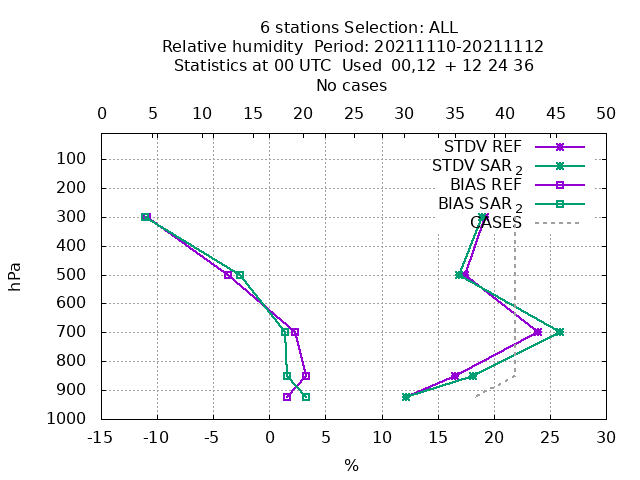 6 stations Selection: ALL
Relative humidity  Period: 20211110-20211112
Statistics at 00 UTC  Used  00,12  + 12 24 36
No cases
0 5 10 15 20 25 30 35 40 45 50
STDV REF
STDV SAR 2
BIAS REF
BIAS SAR 2
CASES
hPa
100
200
300
400
500
600
700
800
900
1000
-15 -10 -5 0 5 10 15 20 25 30
%